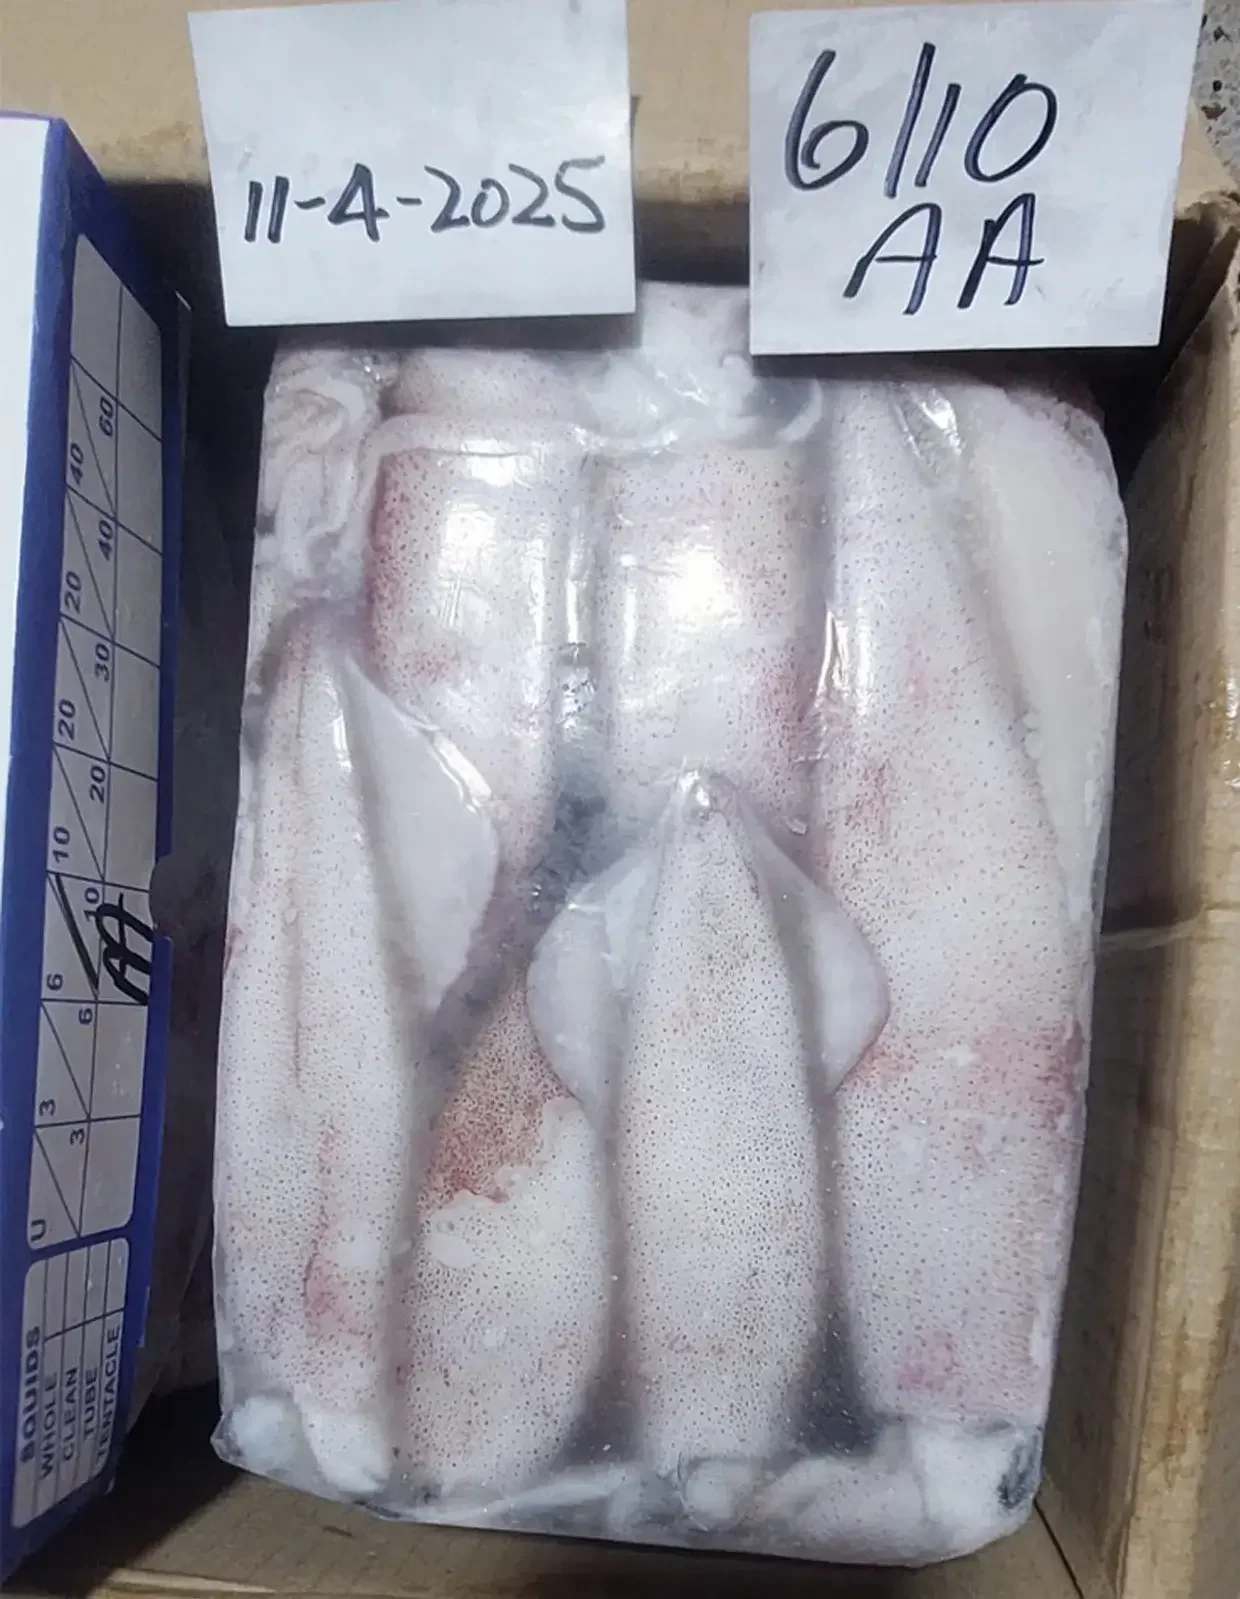 11-4-2025
6/10
AA
U/3
3/6
6/10
10/20
20/30
20/40
40/60
AA
SQUIDS
WHOLE
CLEAN
TUBE
TENTACLE